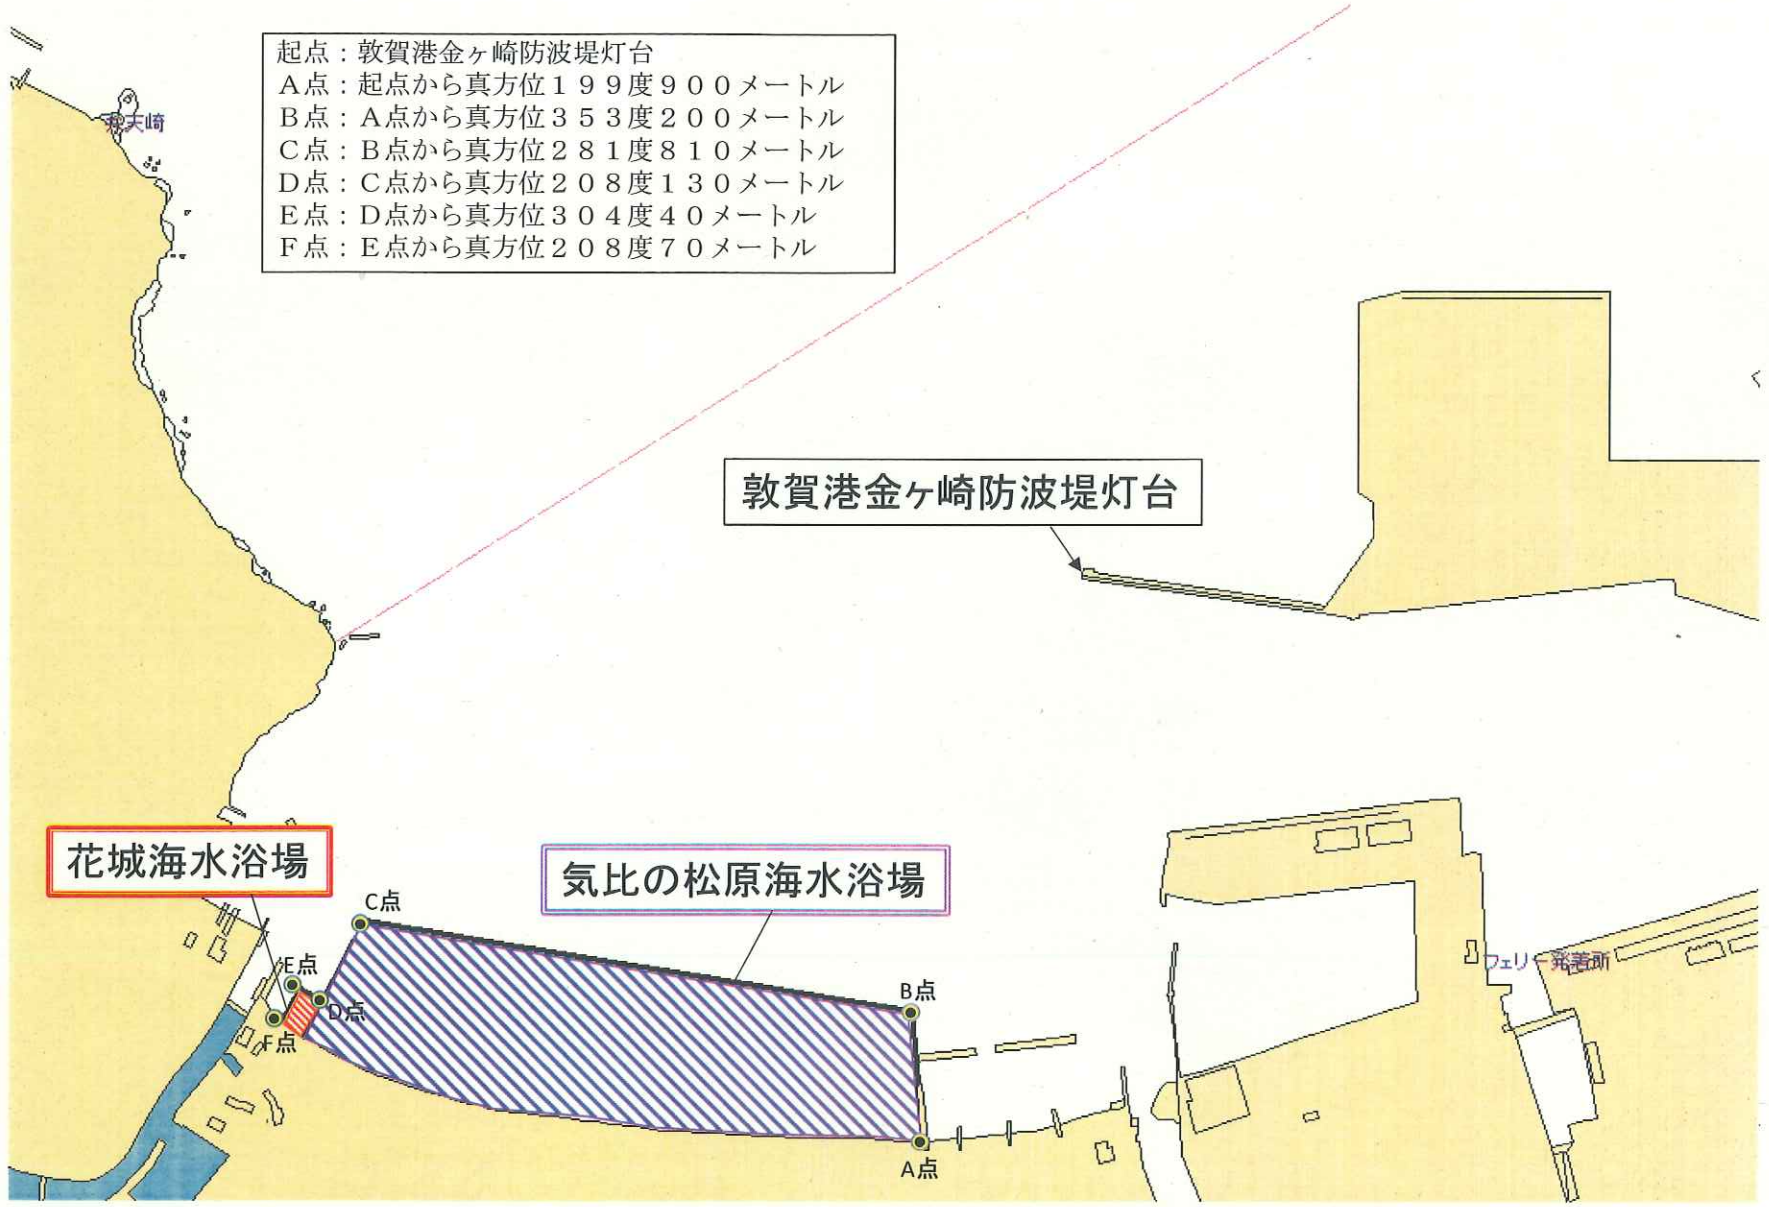 起点：敦賀港金ヶ崎防波堤灯台
A点：起点から真方位１９９度９００メートル
B点：A点から真方位３５３度２００メートル
C点：B点から真方位２８１度８１０メートル
D点：C点から真方位２０８度１３０メートル
E点：D点から真方位３０４度４０メートル
F点：E点から真方位２０８度７０メートル
天崎
敦賀港金ヶ崎防波堤灯台
花城海水浴場
気比の松原海水浴場
C点
E点
D点
F点
B点
A点
フェリー発着所